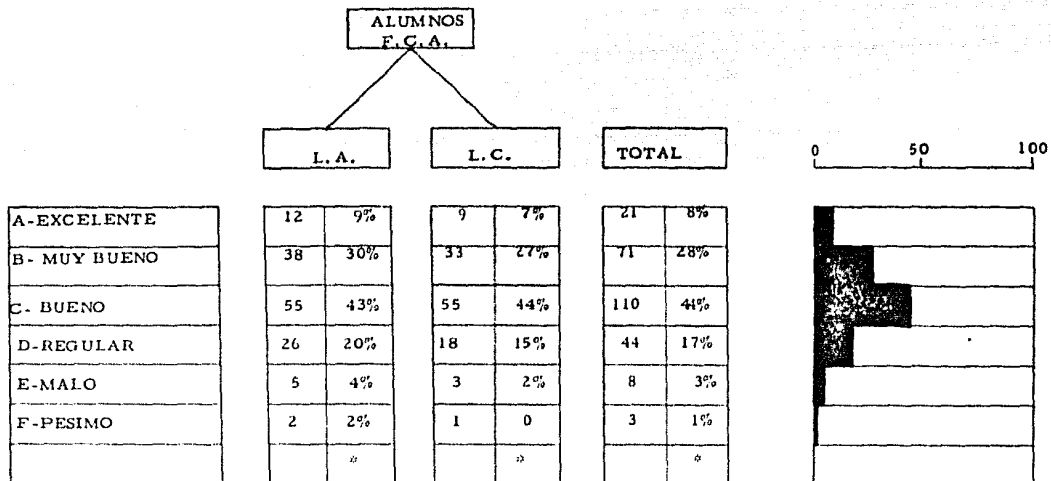 ALUMNOS
F.C.A.
L.A. L.C. TOTAL
0 50 100
A-EXCELENTE 12 9% 9 7% 21 8%
B- MUY BUENO 38 30% 33 27% 71 28%
C- BUENO 55 43% 55 44% 110 44%
D-REGULAR 26 20% 18 15% 44 17%
E-MALO 5 4% 3 2% 8 3%
F-PESIMO 2 2% 1 0 3 1%
* * *